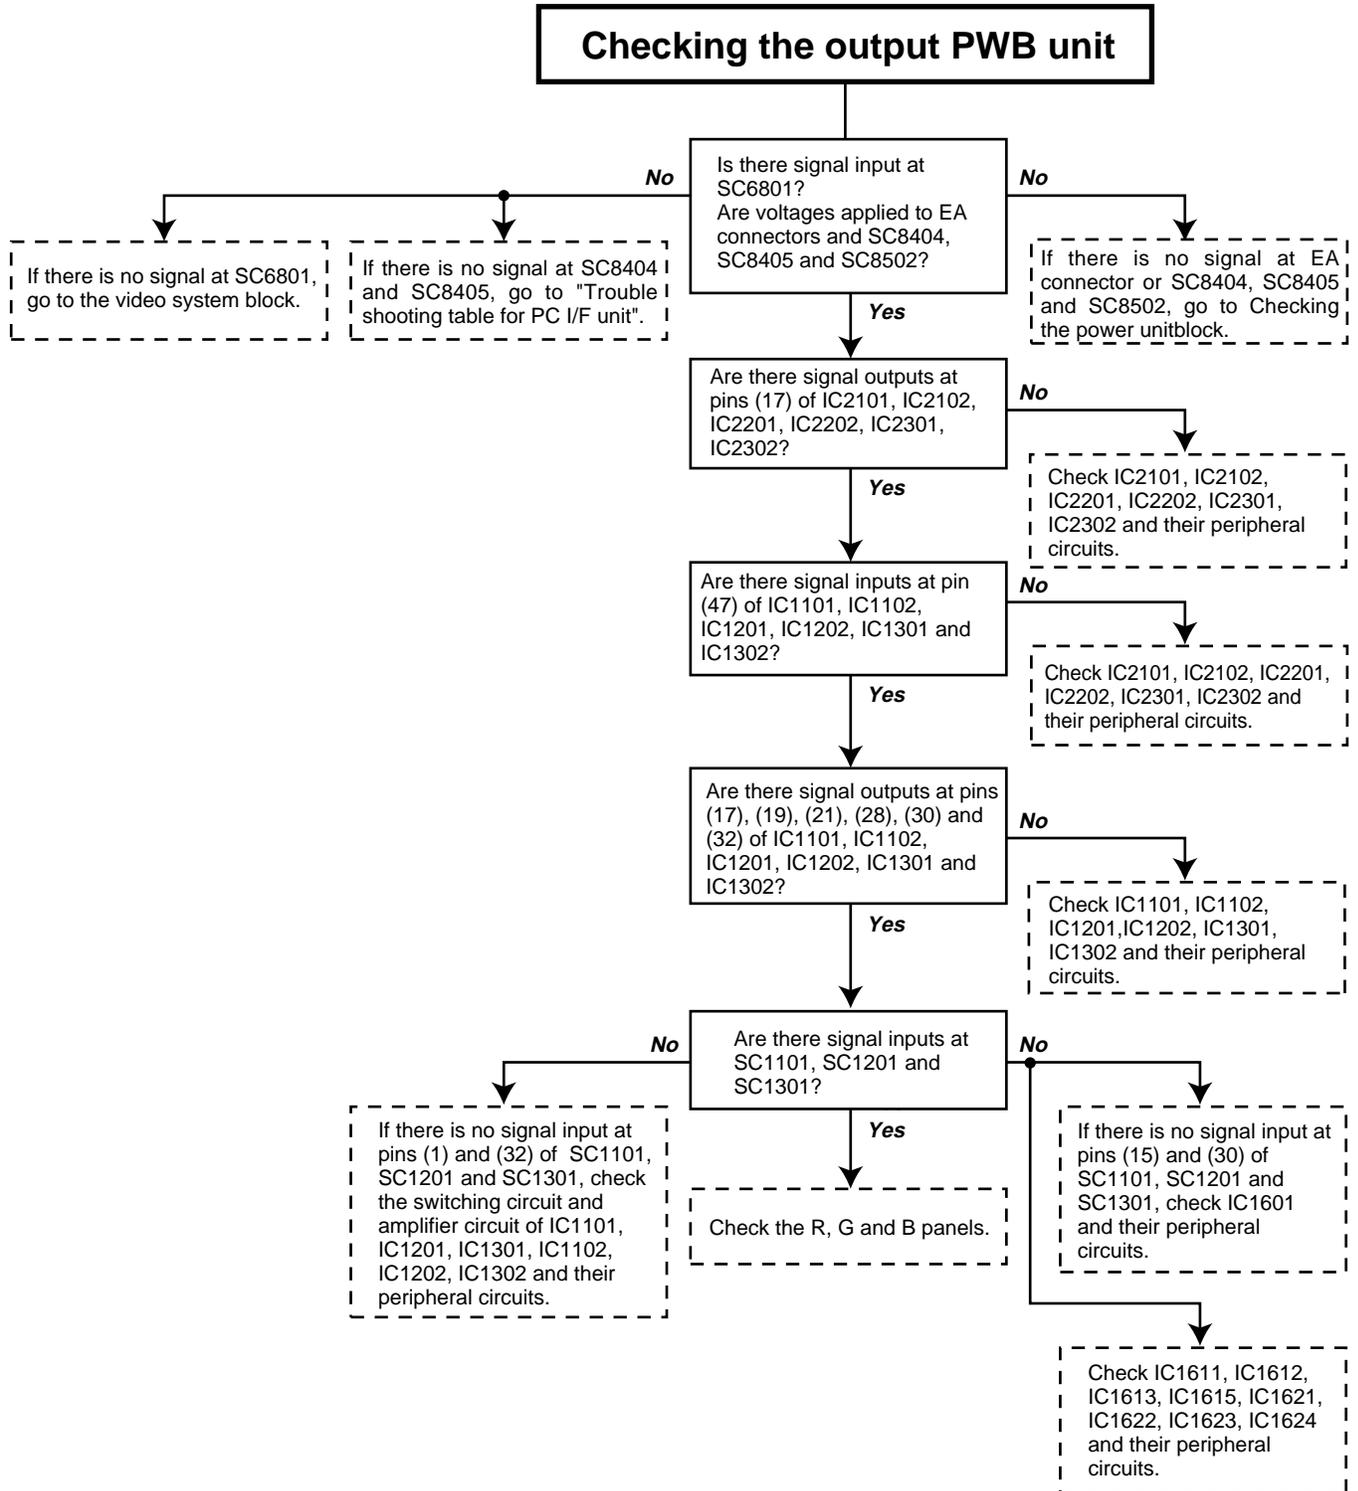 Checking the output PWB unit
No
Is there signal input at
SC6801?
Are voltages applied to EA
connectors and SC8404,
SC8405 and SC8502?
No
If there is no signal at SC6801,
go to the video system block.
If there is no signal at SC8404
and SC8405, go to "Trouble
shooting table for PC I/F unit".
If there is no signal at EA
connector or SC8404, SC8405
and SC8502, go to Checking
the power unitblock.
Yes
Are there signal outputs at
pins (17) of IC2101, IC2102,
IC2201, IC2202, IC2301,
IC2302?
No
Check IC2101, IC2102,
IC2201, IC2202, IC2301,
IC2302 and their peripheral
circuits.
Yes
Are there signal inputs at pin
(47) of IC1101, IC1102,
IC1201, IC1202, IC1301 and
IC1302?
No
Check IC2101, IC2102, IC2201,
IC2202, IC2301, IC2302 and
their peripheral circuits.
Yes
Are there signal outputs at pins
(17), (19), (21), (28), (30) and
(32) of IC1101, IC1102,
IC1201, IC1202, IC1301 and
IC1302?
No
Check IC1101, IC1102,
IC1201,IC1202, IC1301,
IC1302 and their peripheral
circuits.
Yes
No
Are there signal inputs at
SC1101, SC1201 and
SC1301?
No
If there is no signal input at
pins (1) and (32) of  SC1101,
SC1201 and SC1301, check
the switching circuit and
amplifier circuit of IC1101,
IC1201, IC1301, IC1102,
IC1202, IC1302 and their
peripheral circuits.
Yes
Check the R, G and B panels.
If there is no signal input at
pins (15) and (30) of
SC1101, SC1201 and
SC1301, check IC1601
and their peripheral
circuits.
Check IC1611, IC1612,
IC1613, IC1615, IC1621,
IC1622, IC1623, IC1624
and their peripheral
circuits.